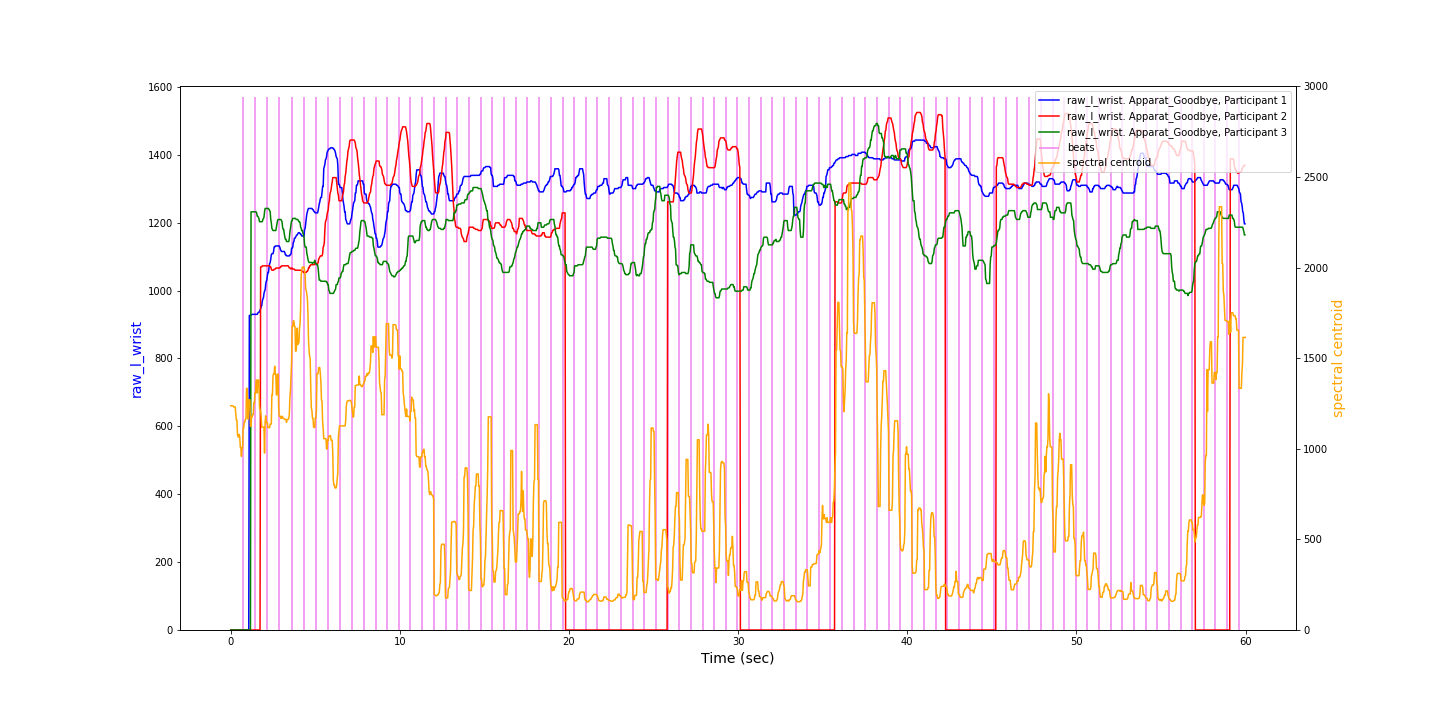 1600
1400
1200
1000
800
600
400
200
0
raw_l_wrist
3000
2500
2000
1500
1000
500
0
spectral centroid
raw_l_wrist. Apparat_Goodbye, Participant 1
raw_l_wrist. Apparat_Goodbye, Participant 2
raw_l_wrist. Apparat_Goodbye, Participant 3
beats
spectral centroid
0 10 20 30 40 50 60
Time (sec)